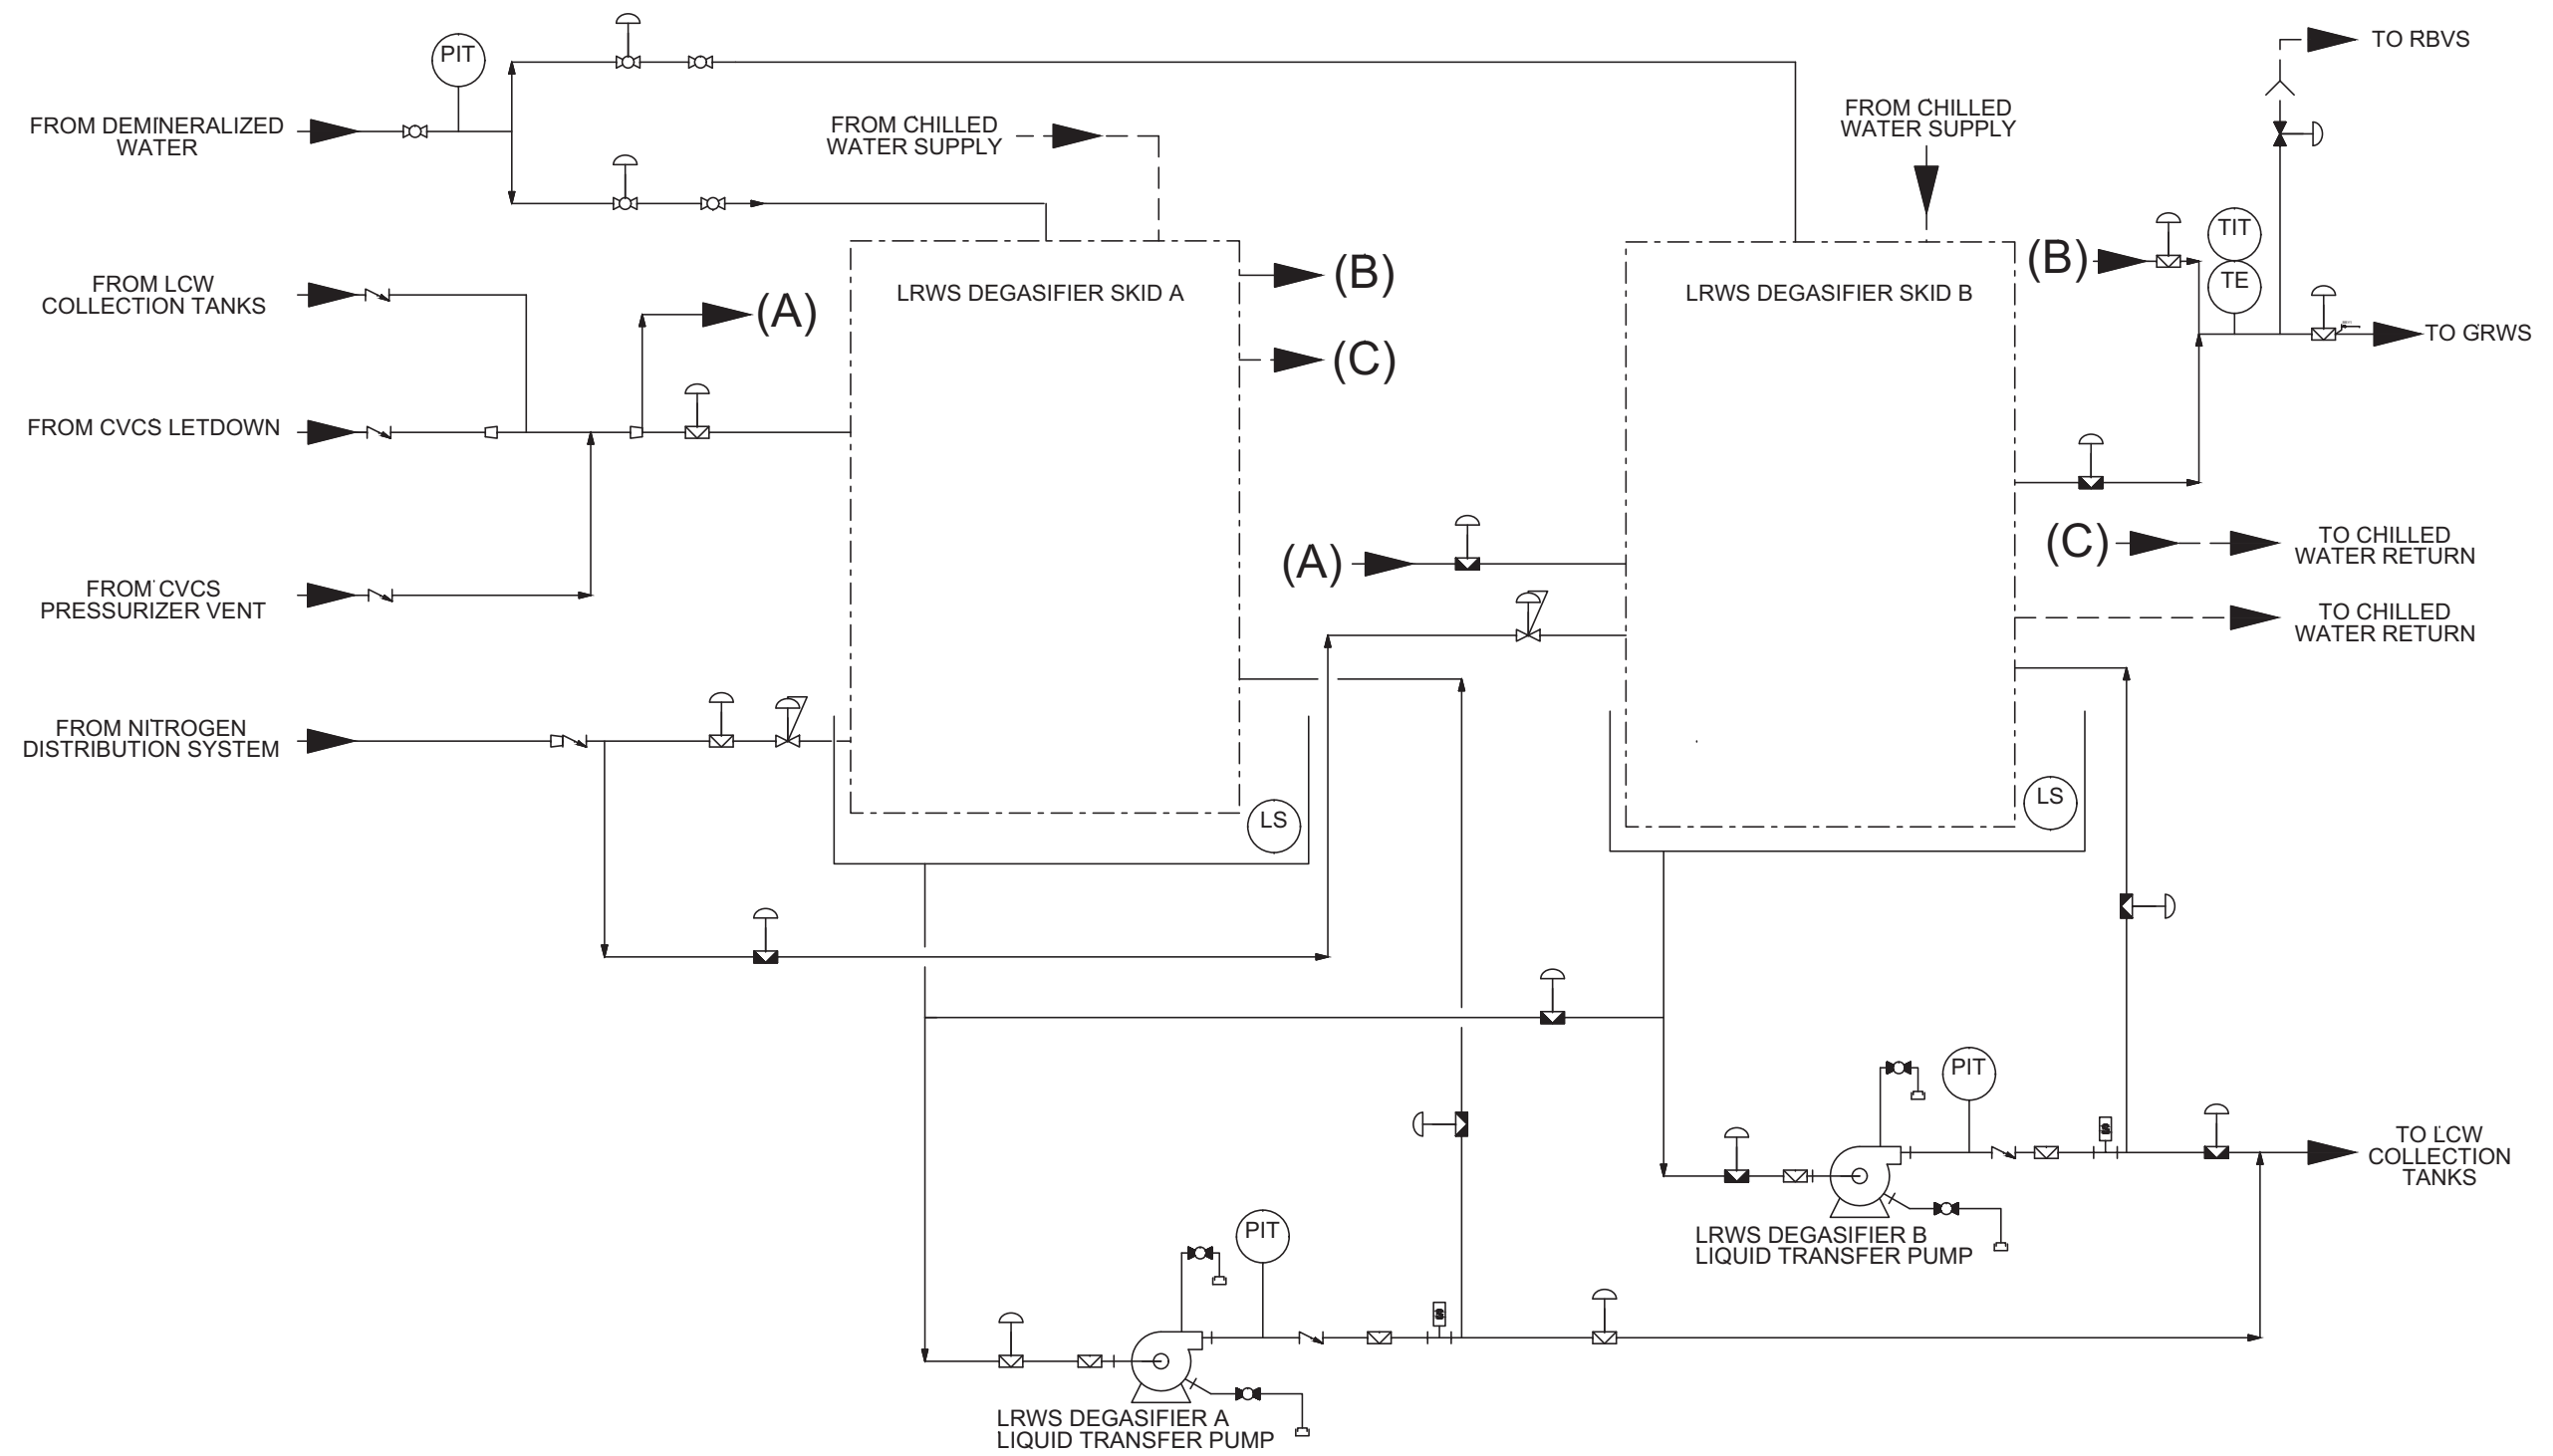 PIT
TO RBVS
FROM DEMINERALIZED
WATER
FROM CHILLED
WATER SUPPLY
FROM CHILLED
WATER SUPPLY
(B)
TIT
TE
TO GRWS
FROM LCW
COLLECTION TANKS
(A)
LRWS DEGASIFIER SKID A
(B)
(C)
LRWS DEGASIFIER SKID B
FROM CVCS LETDOWN
(A)
(C)
TO CHILLED
WATER RETURN
TO CHILLED
WATER RETURN
FROM CVCS
PRESSURIZER VENT
FROM NITROGEN
DISTRIBUTION SYSTEM
LS
LS
PIT
S
TO LCW
COLLECTION
TANKS
LRWS DEGASIFIER B
LIQUID TRANSFER PUMP
PIT
S
LRWS DEGASIFIER A
LIQUID TRANSFER PUMP